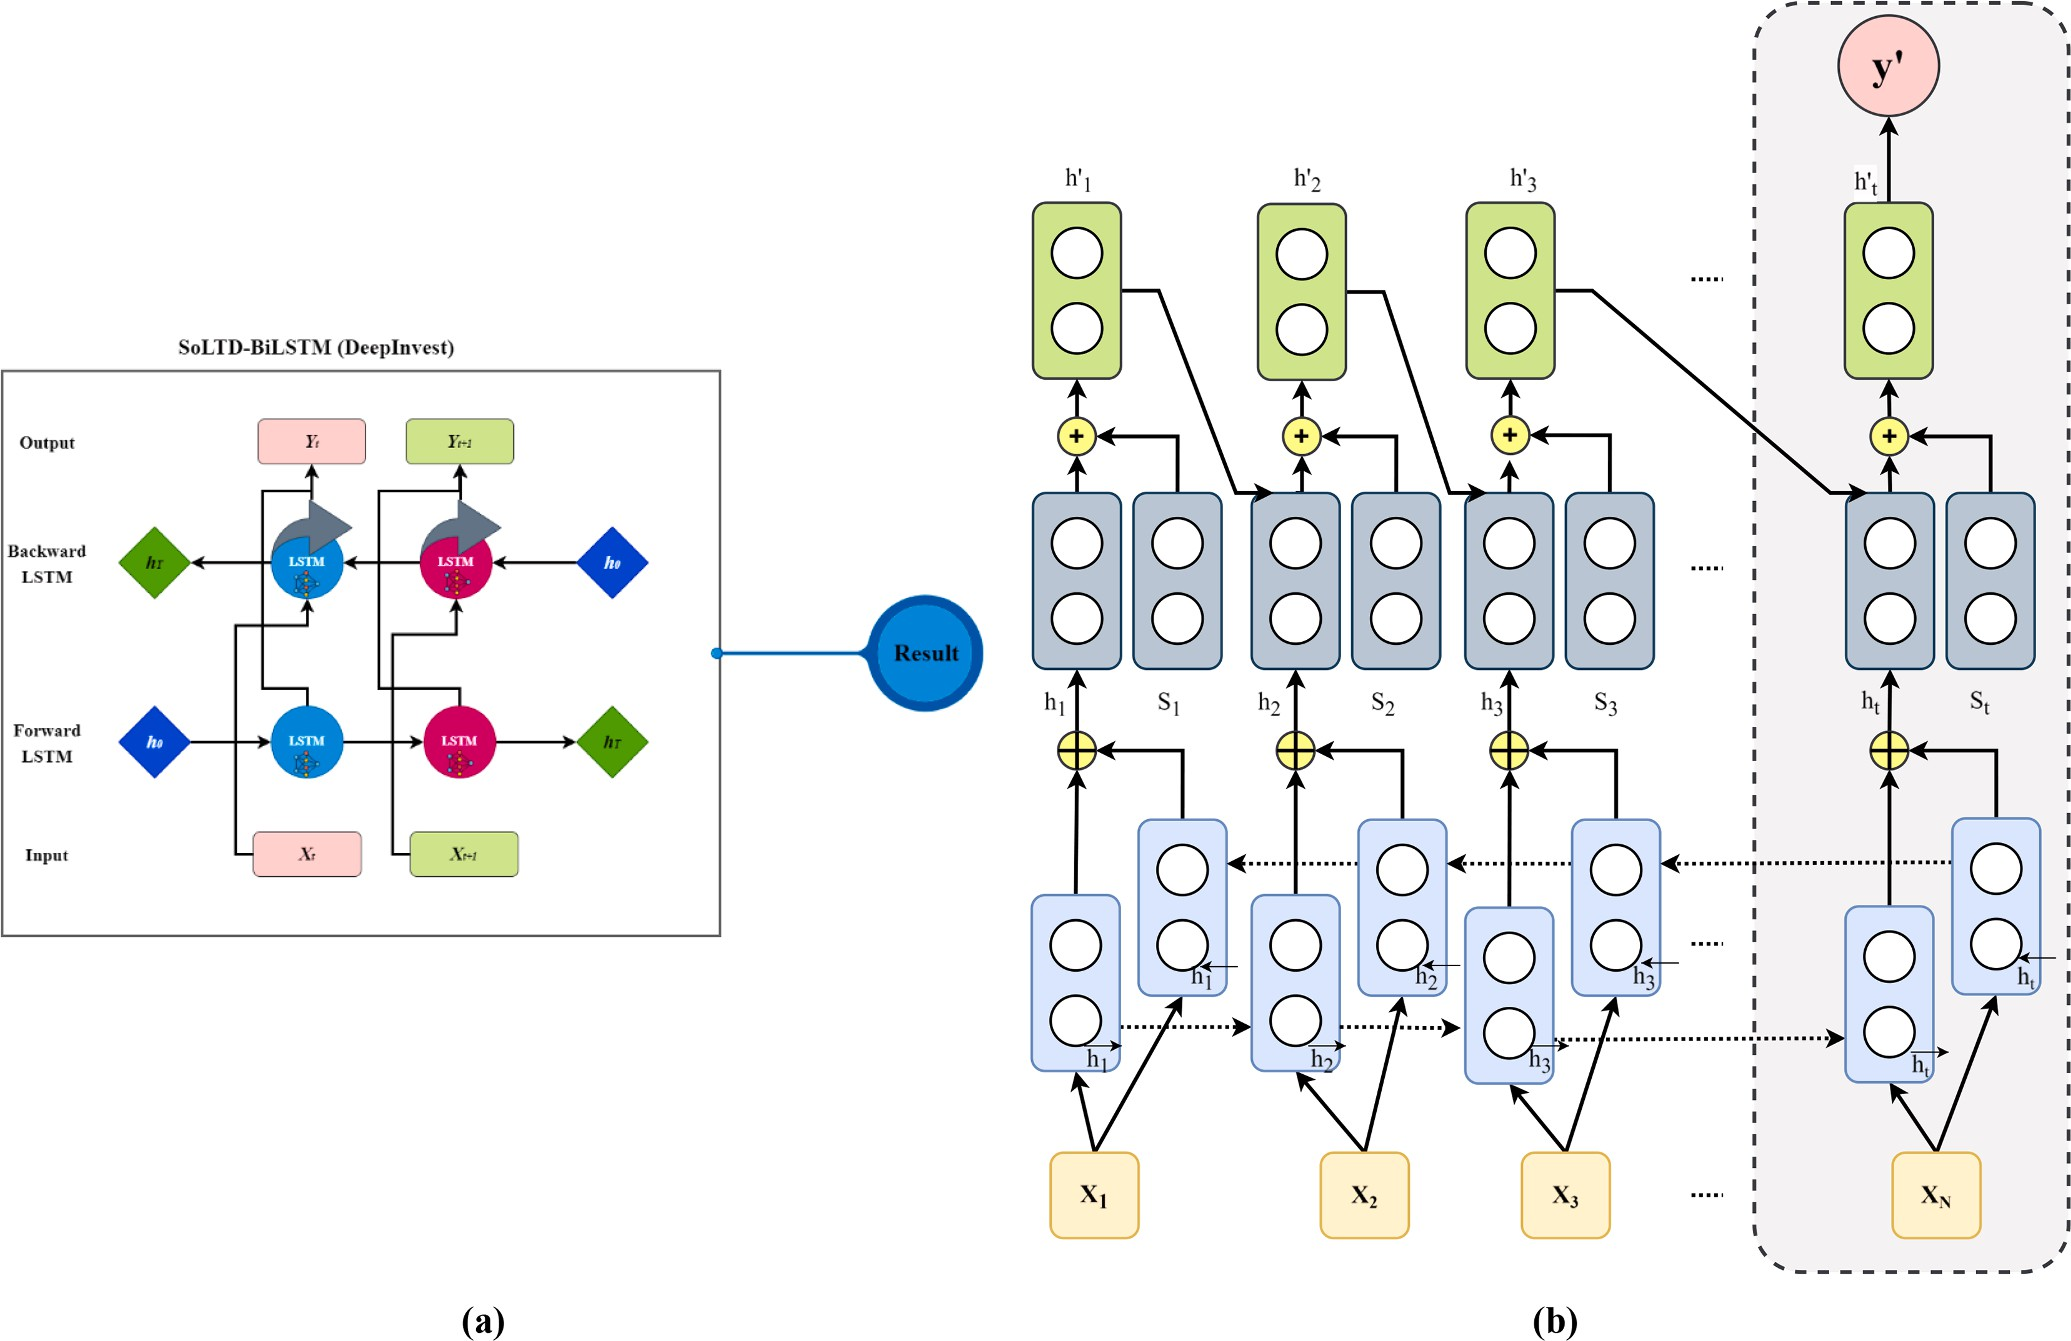 SoLTD-BiLSTM (DeepInvest)
Output
Yt
Yt+1
Backward
LSTM
hT
LSTM
LSTM
h0
Forward
LSTM
h0
LSTM
LSTM
hT
Input
Xt
Xt+1
Result
(a)
y'
h'1
h'2
h'3
.....
h't
+
+
+
+
.....
h1
S1
h2
S2
h3
S3
ht
St
h1
h2
h3
.....
ht
h1
h2
h3
ht
X1
X2
X3
.....
XN
(b)